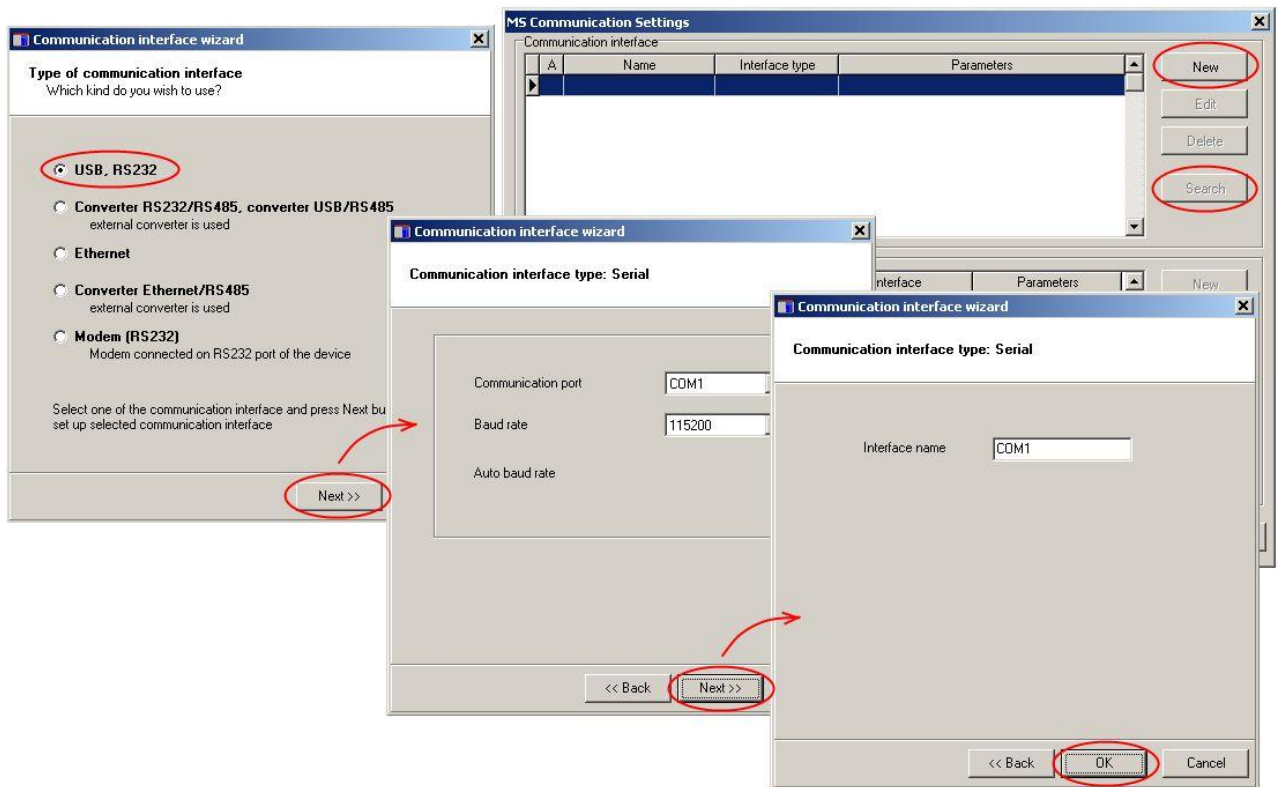 Communication interface wizard
Type of communication interface
Which kind do you wish to use?
USB, RS232
Converter RS232/RS485, converter USB/RS485
external converter is used
Ethernet
Converter Ethernet/RS485
external converter is used
Modem (RS232)
Modem connected on RS232 port of the device
Select one of the communication interface and press Next bu
set up selected communication interface
Next >>
MS Communication Settings
Communication interface
A Name Interface type Parameters
New
Edit
Delete
Search
nterface Parameters
New
Communication interface wizard
Communication interface type: Serial
Communication port COM1
Baud rate 115200
Auto baud rate
<< Back Next >>
Communication interface wizard
Communication interface type: Serial
Interface name COM1
<< Back OK Cancel